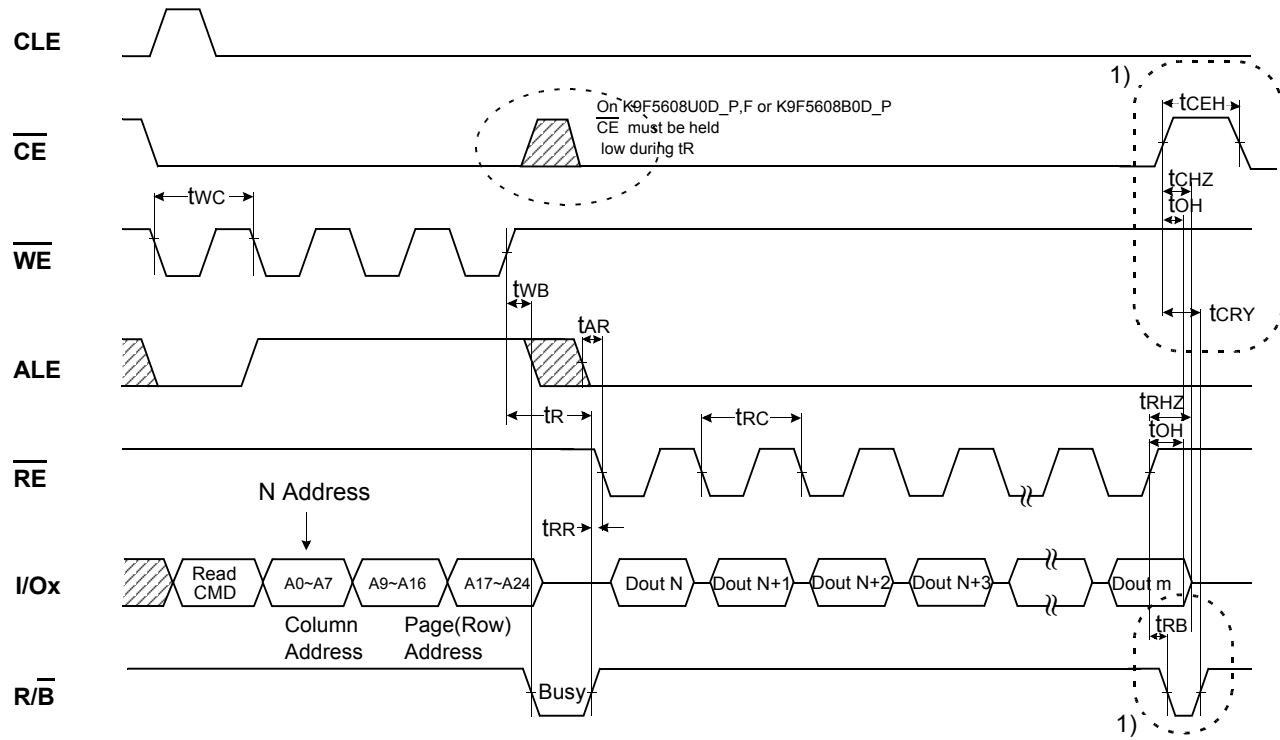 CLE
1)
tCEH
On K9F5608U0D_P,F or K9F5608B0D_P
CE must be held
low during tR
CE
tCHZ
tOH
tWC
WE
tWB
tCRY
tAR
ALE
tR
tRC
tRHZ
tOH
RE
N Address
tRR
I/Ox
Read
CMD
A0~A7
A9~A16
A17~A24
Dout N
Dout N+1
Dout N+2
Dout N+3
Dout m
Column
Address
Page(Row)
Address
tRB
R/B
Busy
1)